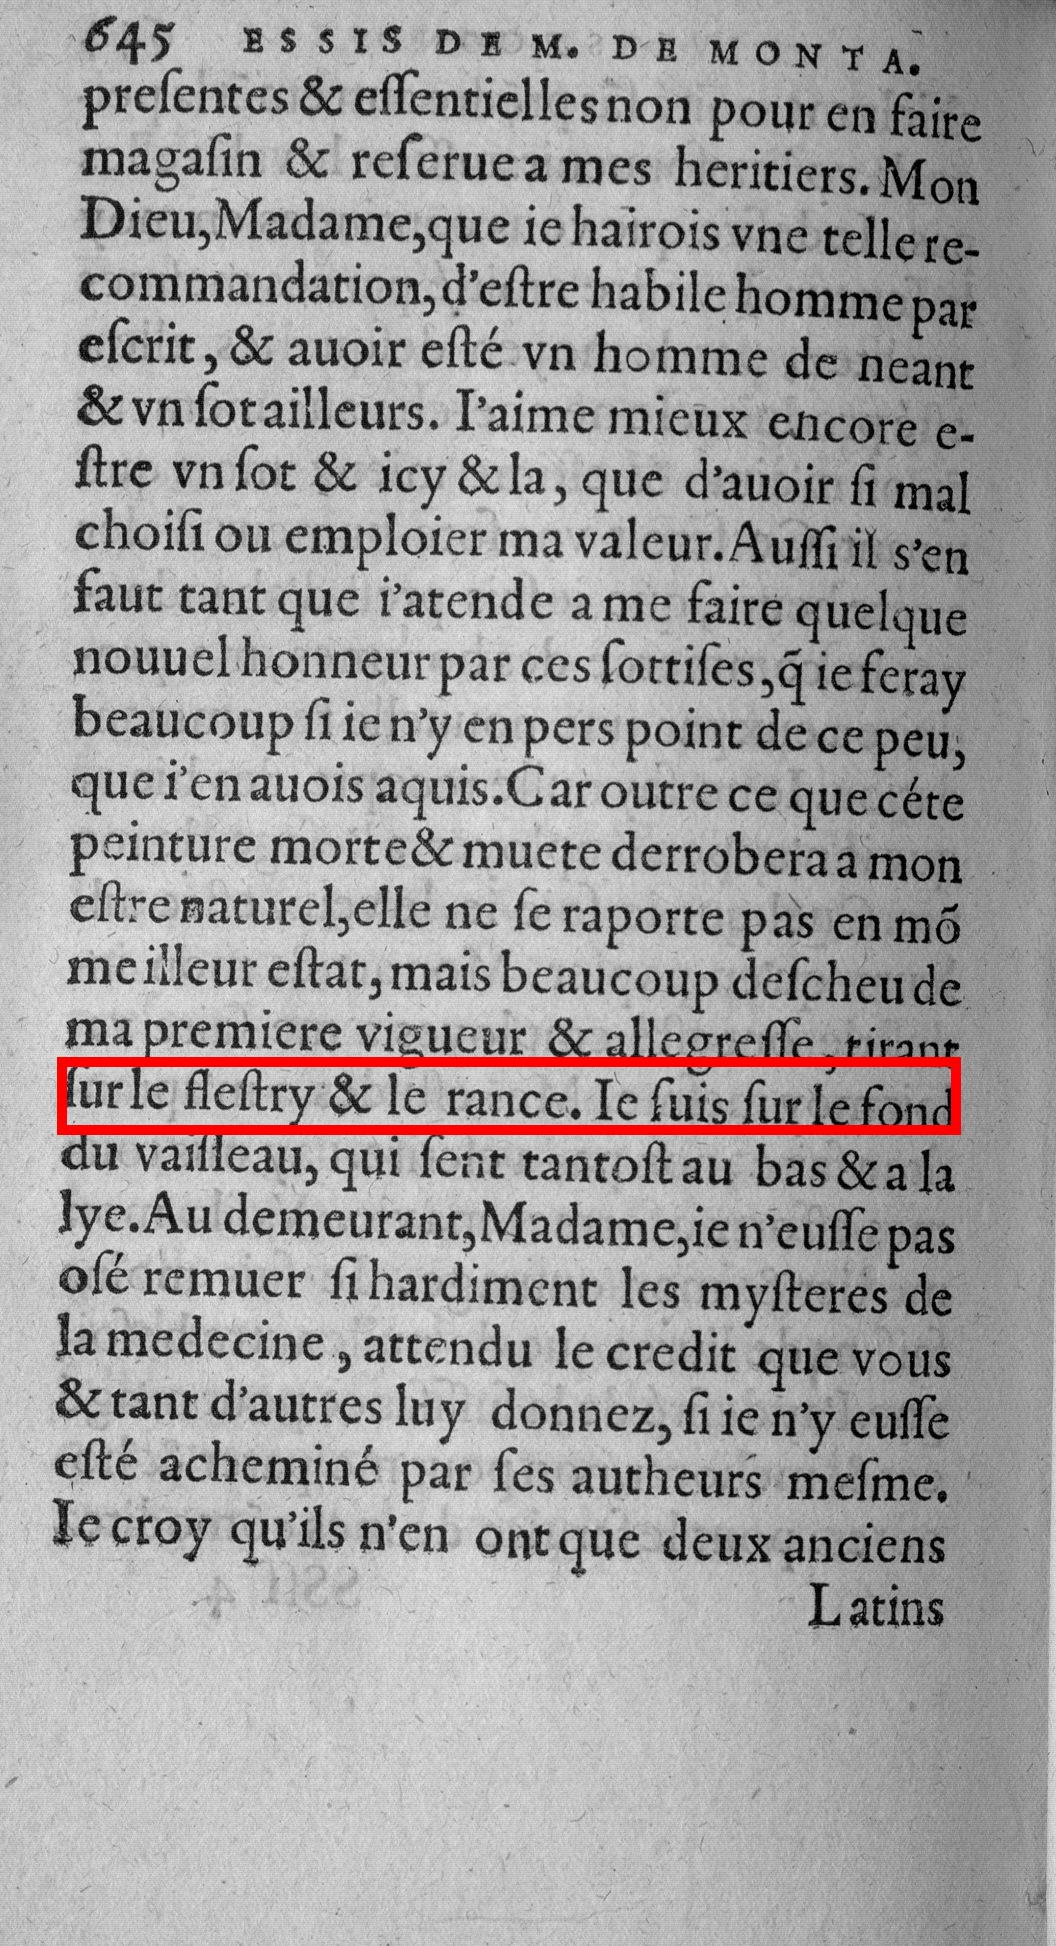 645 ESSIS DE M. DE MONTA.
preſentes & eſſentielles non pour en faire
magaſin & reſerue a mes heritiers. Mon
Dieu, Madame, que ie hairois vne telle re-
commandation, d'eſtre habile homme par
eſcrit, & auoir eſté vn homme de neant
& vn ſot ailleurs. I'aime mieux encore e-
ſtre vn ſot & icy & la, que d'auoir ſi mal
choiſi ou emploier ma valeur. Auſſi il s'en
faut tant que i'atende a me faire quelque
nouuel honneur par ces ſottiſes, q̃ ie feray
beaucoup ſi ie n'y en pers point de ce peu,
que i'en auois aquis. Car outre ce que céte
peinture morte & muete derrobera a mon
eſtre naturel, elle ne ſe raporte pas en mõ
meilleur eſtat, mais beaucoup deſcheu de
ma premiere vigueur & allegreſſe, tirant
ſur le fleſtry & le rance. Ie ſuis ſur le fond
du vaiſſeau, qui ſent tantoſt au bas & a la
lye. Au demeurant, Madame, ie n'euſſe pas
oſé remuer ſi hardiment les myſteres de
la medecine, attendu le credit que vous
& tant d'autres luy donnez, ſi ie n'y euſſe
eſté acheminé par ſes autheurs meſme.
Ie croy qu'ils n'en ont que deux anciens
Latins